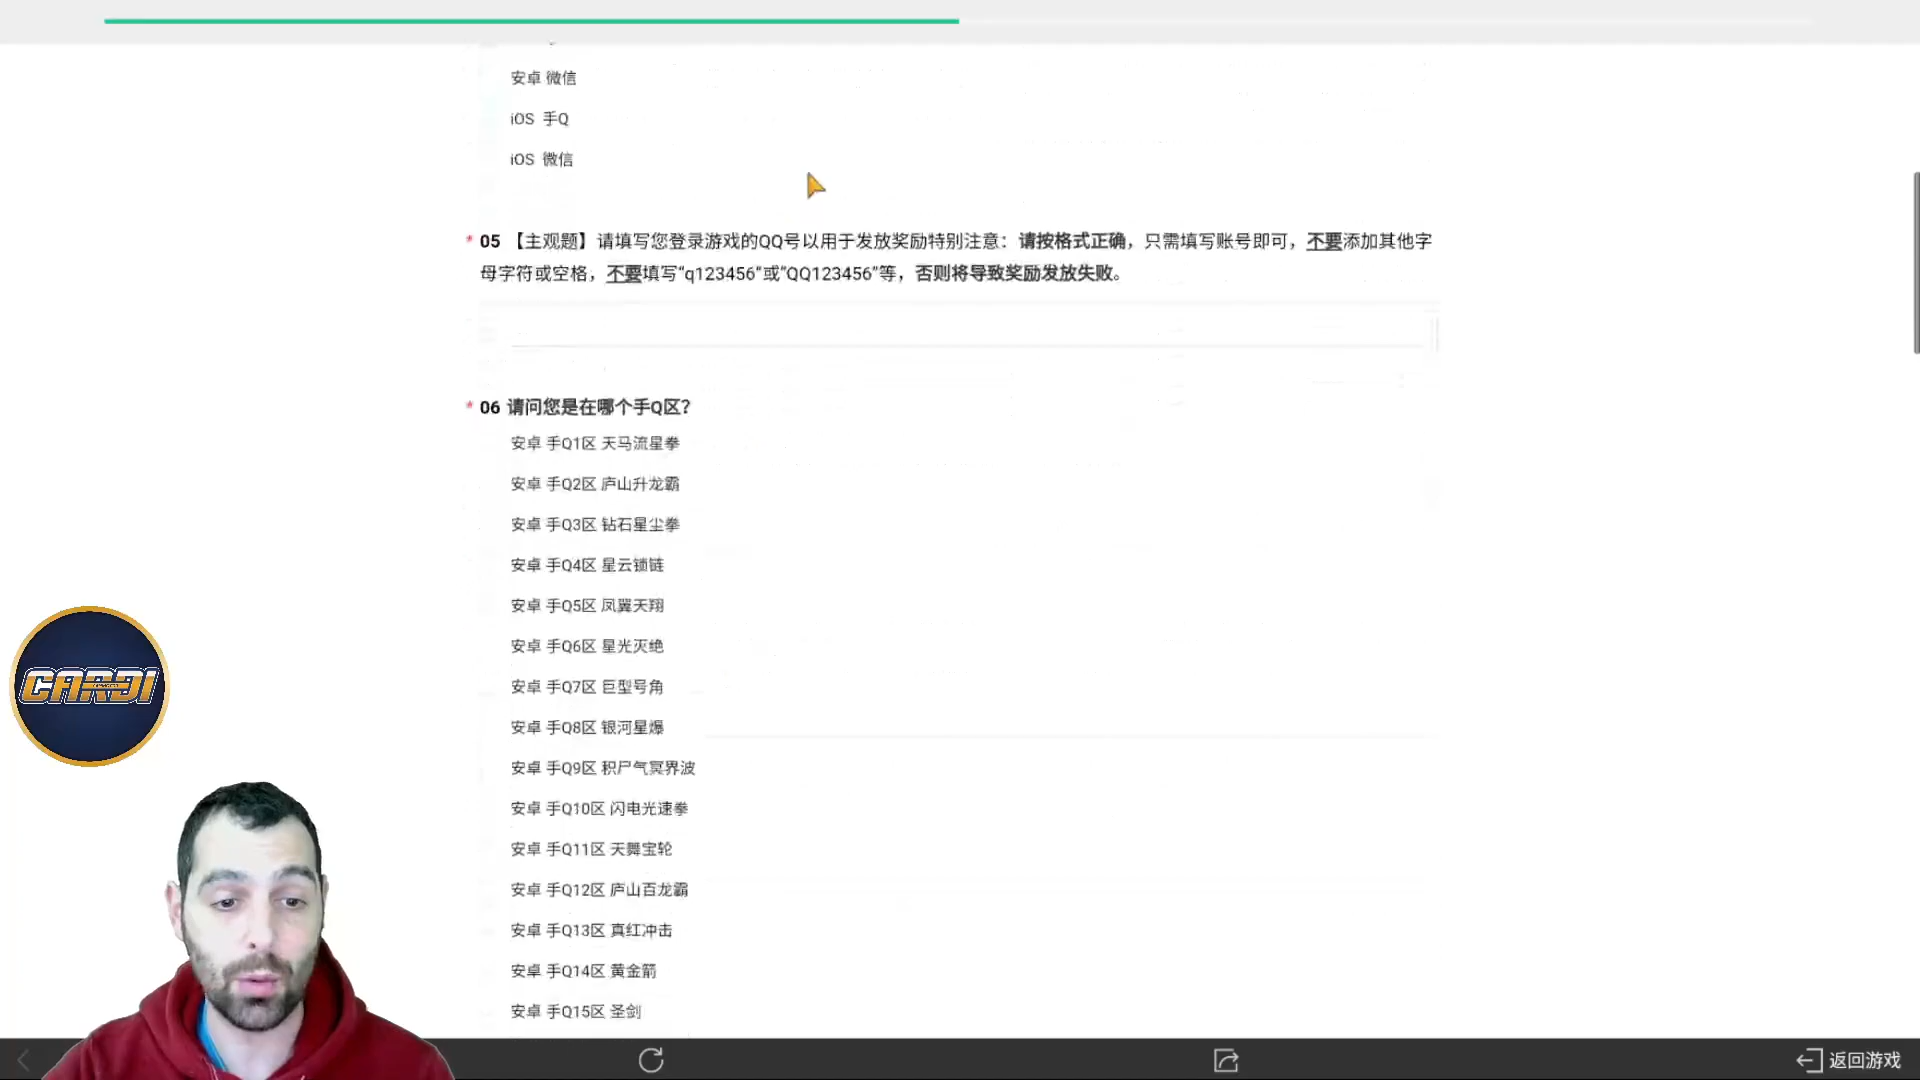 安卓 微信
iOS 手Q
iOS 微信
* 05 【主观题】请填写您登录游戏的QQ号以用于发放奖励特别注意：请按格式正确，只需填写账号即可，不要添加其他字
母字符或空格，不要填写“q123456”或”QQ123456”等，否则将导致奖励发放失败。
* 06 请问您是在哪个手Q区？
安卓 手Q1区 天马流星拳
安卓 手Q2区 庐山升龙霸
安卓 手Q3区 钻石星尘拳
安卓 手Q4区 星云锁链
安卓 手Q5区 凤翼天翔
安卓 手Q6区 星光灭绝
安卓 手Q7区 巨型号角
安卓 手Q8区 银河星爆
安卓 手Q9区 积尸气冥界波
安卓 手Q10区 闪电光速拳
安卓 手Q11区 天舞宝轮
安卓 手Q12区 庐山百龙霸
安卓 手Q13区 真红冲击
安卓 手Q14区 黄金箭
安卓 手Q15区 圣剑
CARDI
返回游戏